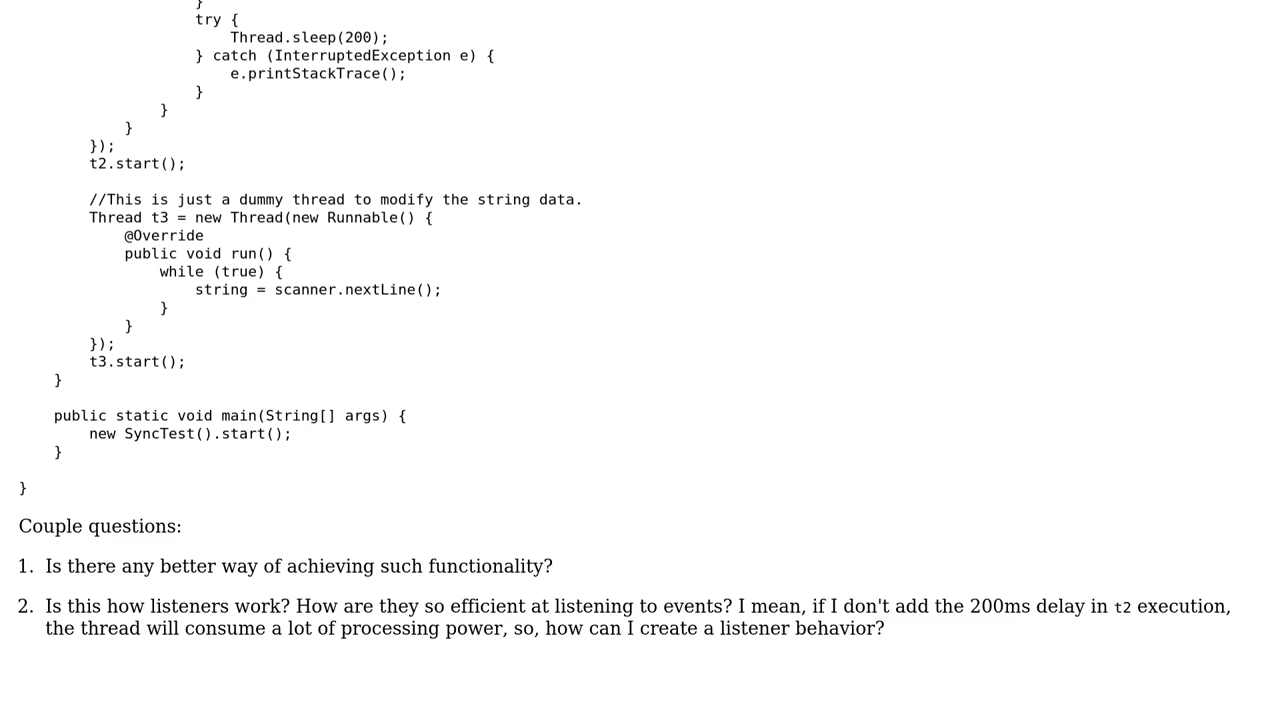 }
try {
Thread.sleep(200);
} catch (InterruptedException e) {
e.printStackTrace();
}
}
}
});
t2.start();
//This is just a dummy thread to modify the string data.
Thread t3 = new Thread(new Runnable() {
@Override
public void run() {
while (true) {
string = scanner.nextLine();
}
}
});
t3.start();
}
public static void main(String[] args) {
new SyncTest().start();
}
}
Couple questions:
1. Is there any better way of achieving such functionality?
2. Is this how listeners work? How are they so efficient at listening to events? I mean, if I don't add the 200ms delay in t2 execution,
the thread will consume a lot of processing power, so, how can I create a listener behavior?